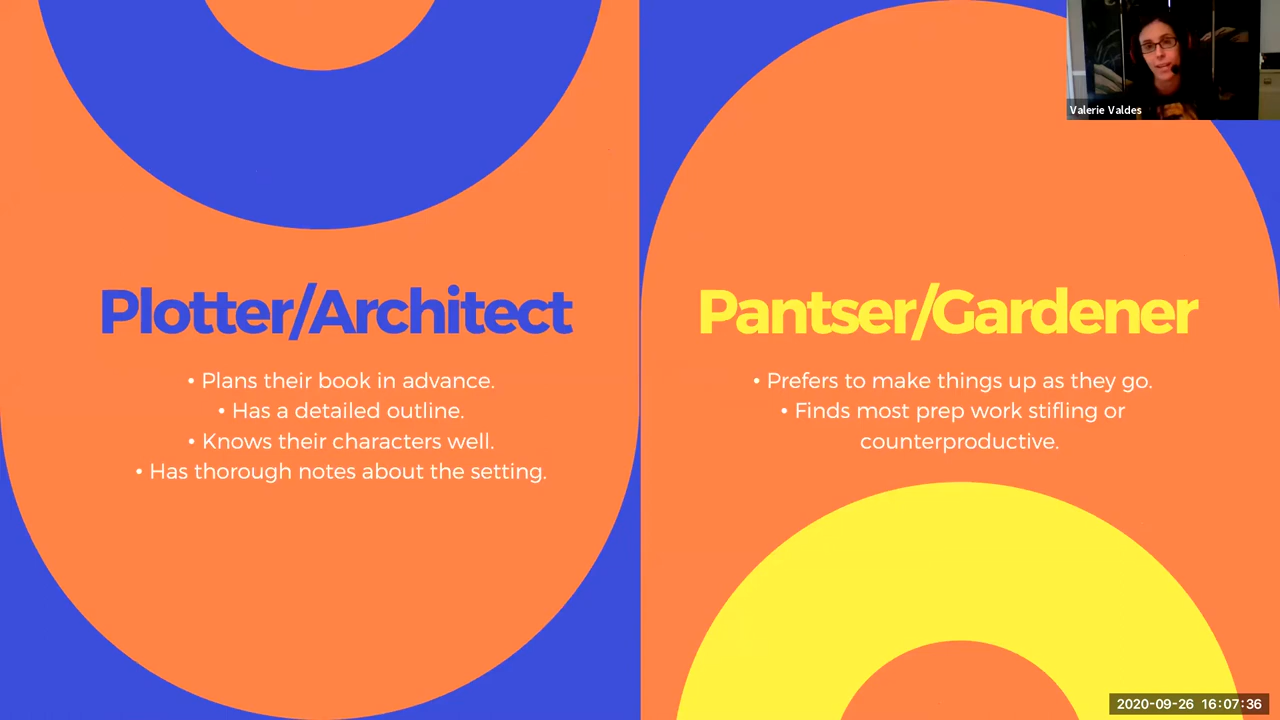 Valerie Valdes
Plotter/Architect
• Plans their book in advance.
• Has a detailed outline.
• Knows their characters well.
• Has thorough notes about the setting.
Pantser/Gardener
• Prefers to make things up as they go.
• Finds most prep work stifling or
counterproductive.
2020-09-26 16:07:36